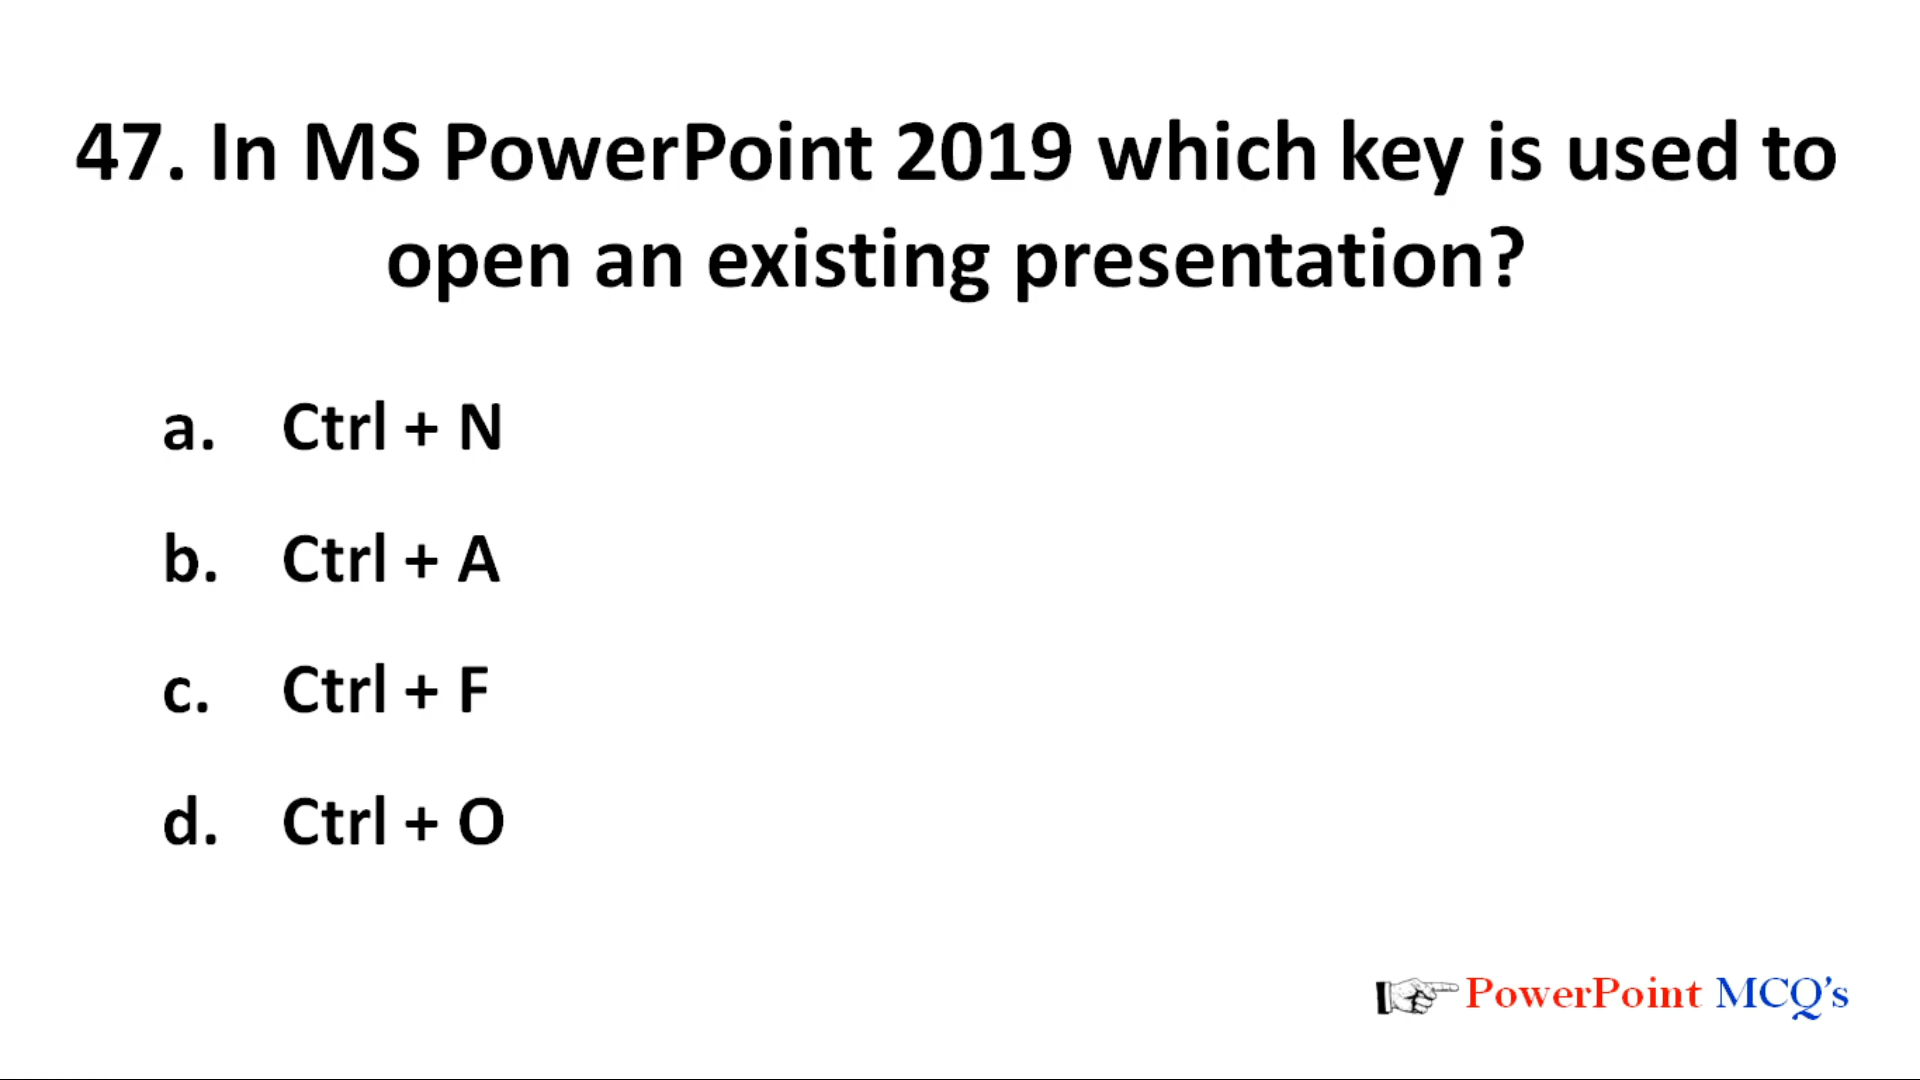 47. In MS PowerPoint 2019 which key is used to
open an existing presentation?
a. Ctrl + N
b. Ctrl + A
c. Ctrl + F
d. Ctrl + O
PowerPoint MCQ's